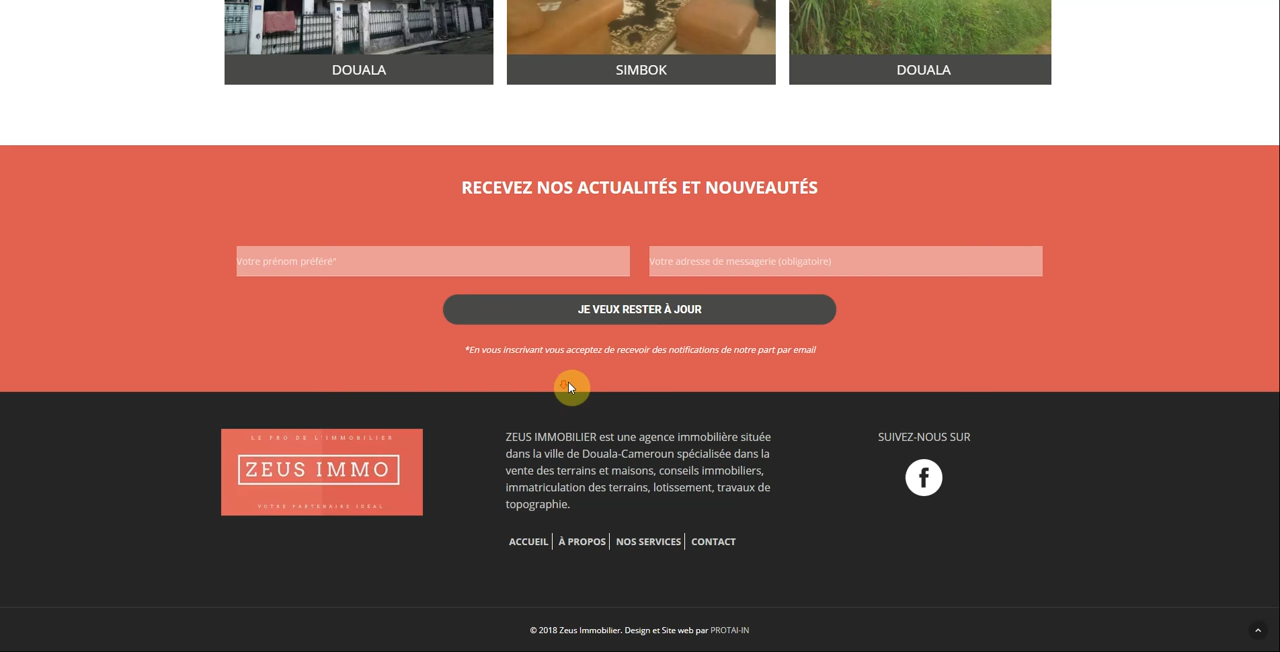 DOUALA
SIMBOK
DOUALA
RECEVEZ NOS ACTUALITÉS ET NOUVEAUTÉS
Votre prénom préféré*
Votre adresse de messagerie (obligatoire)
JE VEUX RESTER À JOUR
*En vous inscrivant vous acceptez de recevoir des notifications de notre part par email
LE PRO DE L'IMMOBILIER
ZEUS IMMO
VOTRE PARTENAIRE IDEAL
ZEUS IMMOBILIER est une agence immobilière située
dans la ville de Douala-Cameroun spécialisée dans la
vente des terrains et maisons, conseils immobiliers,
immatriculation des terrains, lotissement, travaux de
topographie.
ACCUEIL
À PROPOS
NOS SERVICES
CONTACT
SUIVEZ-NOUS SUR
© 2018 Zeus Immobilier. Design et Site web par PROTAI-IN